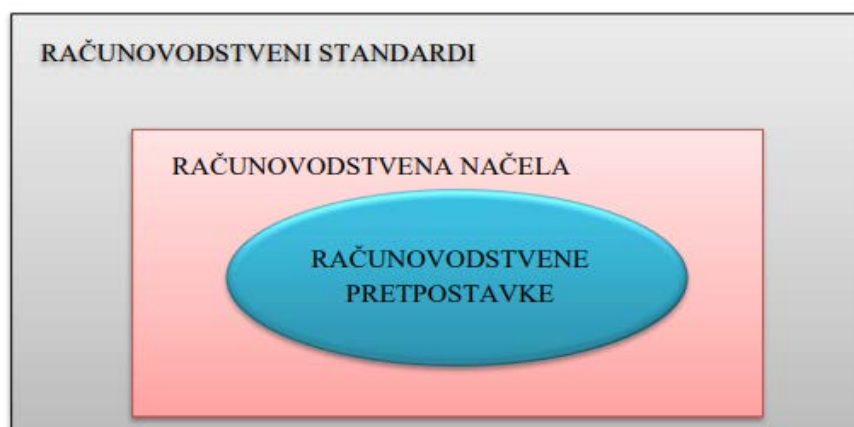 RAČUNOVODSTVENI STANDARDI
RAČUNOVODSTVENA NAČELA
RAČUNOVODSTVENE
PRETPOSTAVKE